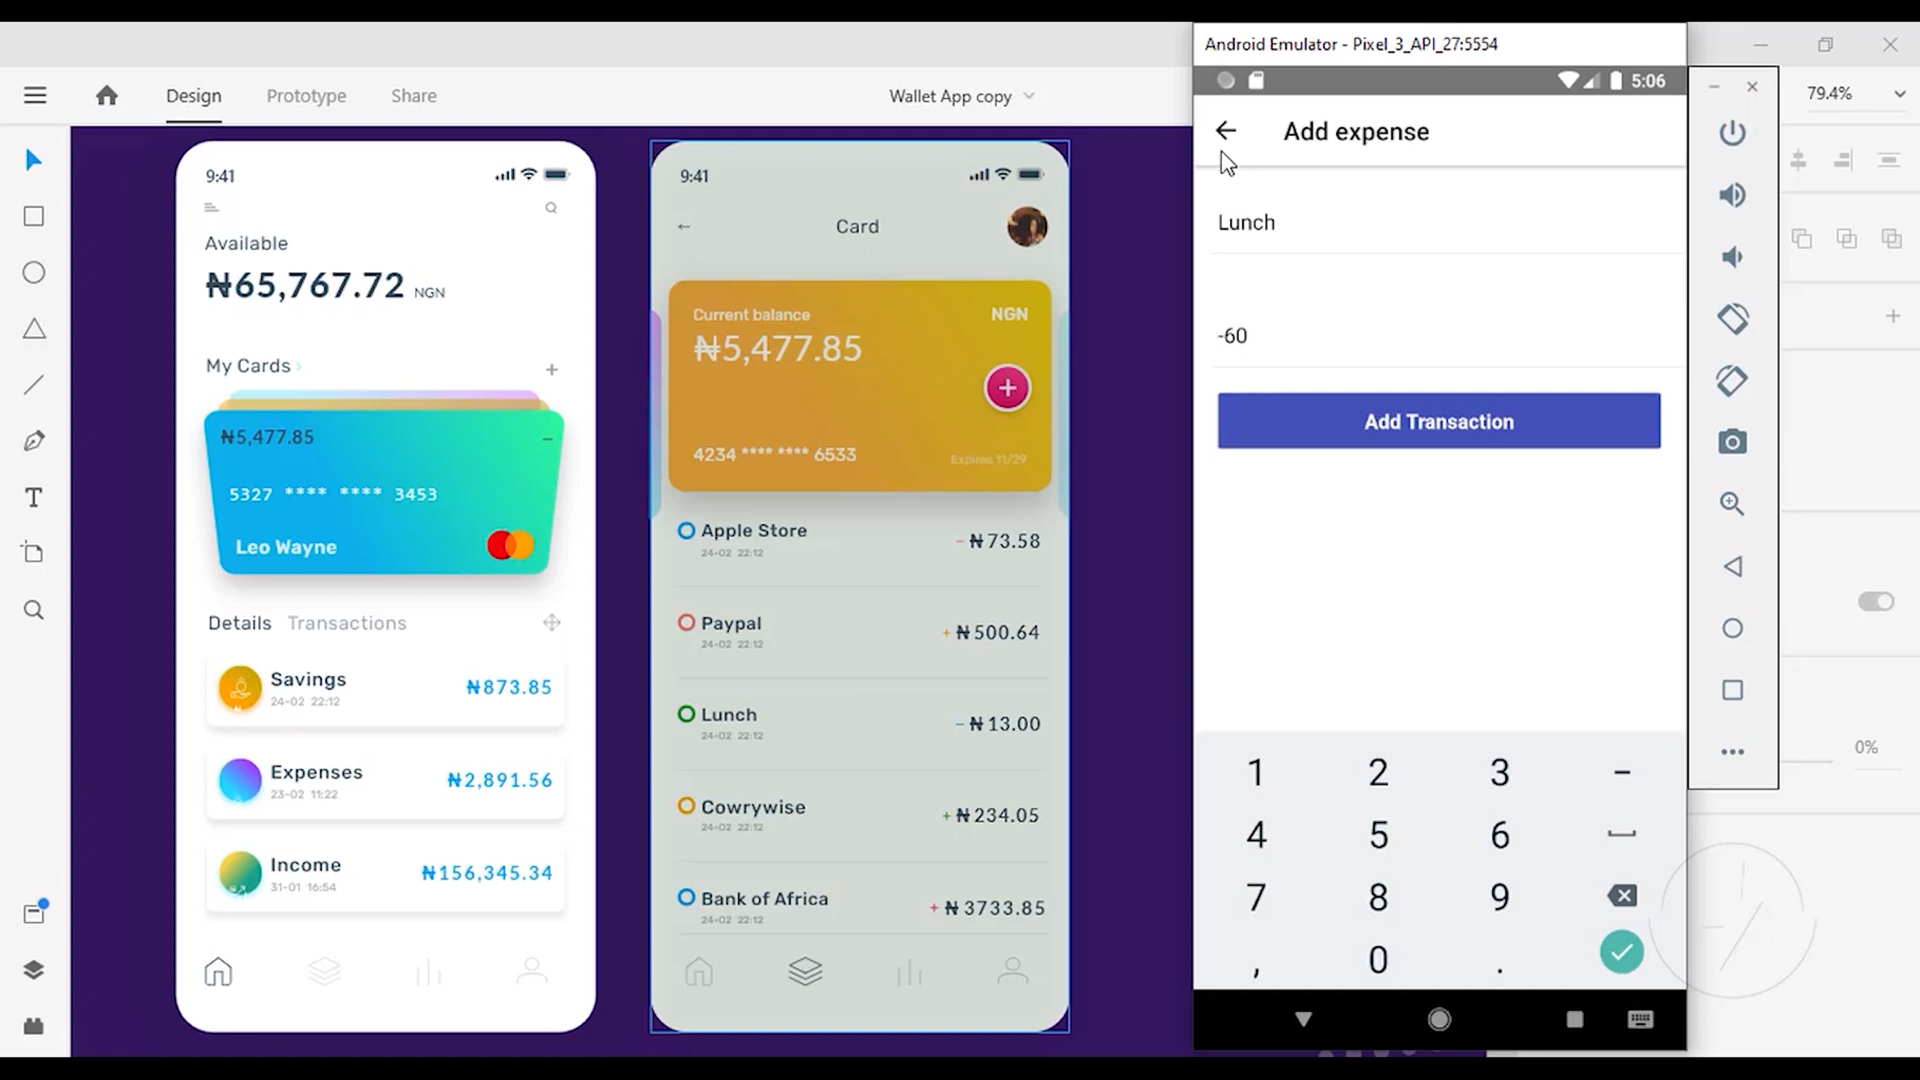 Android Emulator - Pixel_3_API_27:5554
5:06
Design
Prototype
Share
Wallet App copy
79.4%
9:41
Available
₦65,767.72 NGN
My Cards
₦5,477.85
5327 **** **** 3453
Leo Wayne
Details
Transactions
Savings
24-02 22:12
₦873.85
Expenses
23-02 11:22
₦2,891.56
Income
31-01 16:54
₦156,345.34
9:41
Card
Current balance
NGN
₦5,477.85
4234 **** **** 6533
Expires 11/29
Apple Store
24-02 22:12
- ₦73.58
Paypal
24-02 22:12
+ ₦500.64
Lunch
24-02 22:12
- ₦13.00
Cowrywise
24-02 22:12
+ ₦234.05
Bank of Africa
24-02 22:12
+ ₦3733.85
Add expense
Lunch
-60
Add Transaction
1 2 3 -
4 5 6
7 8 9
, 0 .
0%